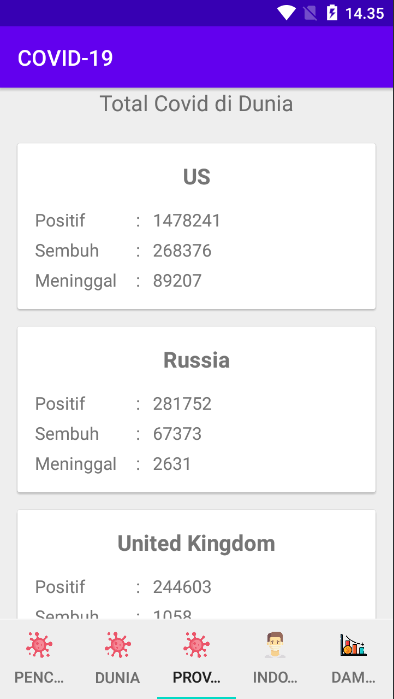 14.35
COVID-19
Total Covid di Dunia
US
Positif : 1478241
Sembuh : 268376
Meninggal : 89207
Russia
Positif : 281752
Sembuh : 67373
Meninggal : 2631
United Kingdom
Positif : 244603
Sembuh : 1058
PENC... DUNIA PROV... INDO... DAM...